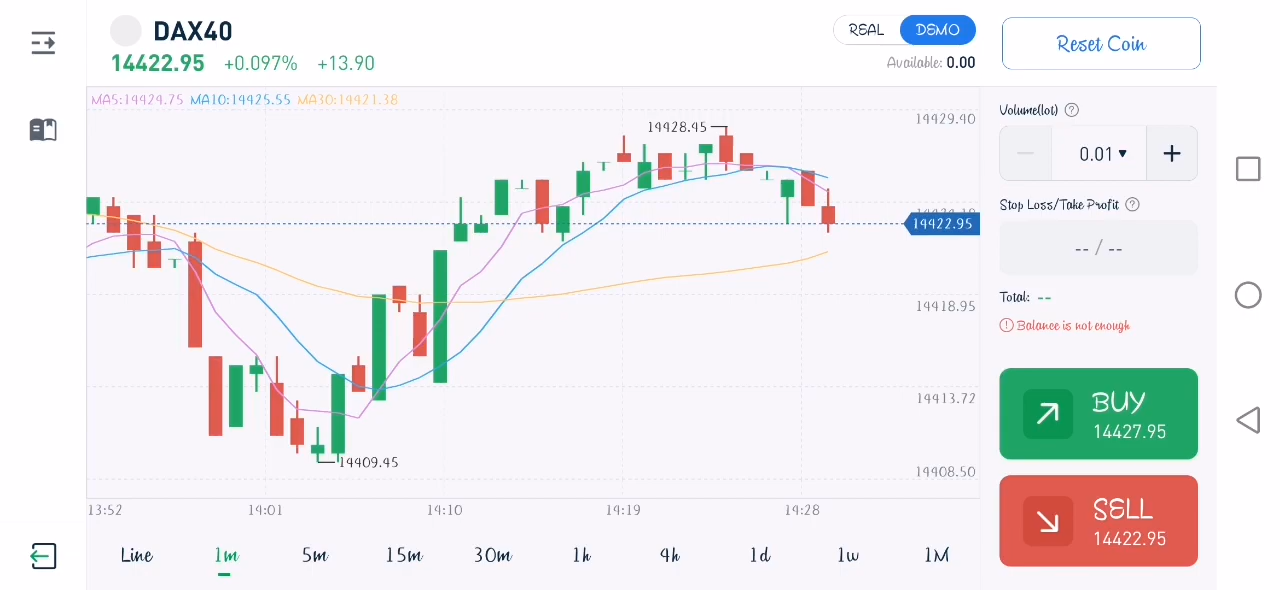 DAX40
14422.95 +0.097% +13.90
REAL DEMO
Available: 0.00
Reset Coin
MA5:14424.75 MA10:14425.55 MA30:14421.38
14429.40
14428.45
14422.95
14418.95
14413.72
14409.45
14408.50
13:52 14:01 14:10 14:19 14:28
Line 1m 5m 15m 30m 1h 4h 1d 1w 1M
Volume(lot) ?
− 0.01 ▼ +
Stop Loss/Take Profit ?
-- / --
Total: --
! Balance is not enough
BUY
14427.95
SELL
14422.95